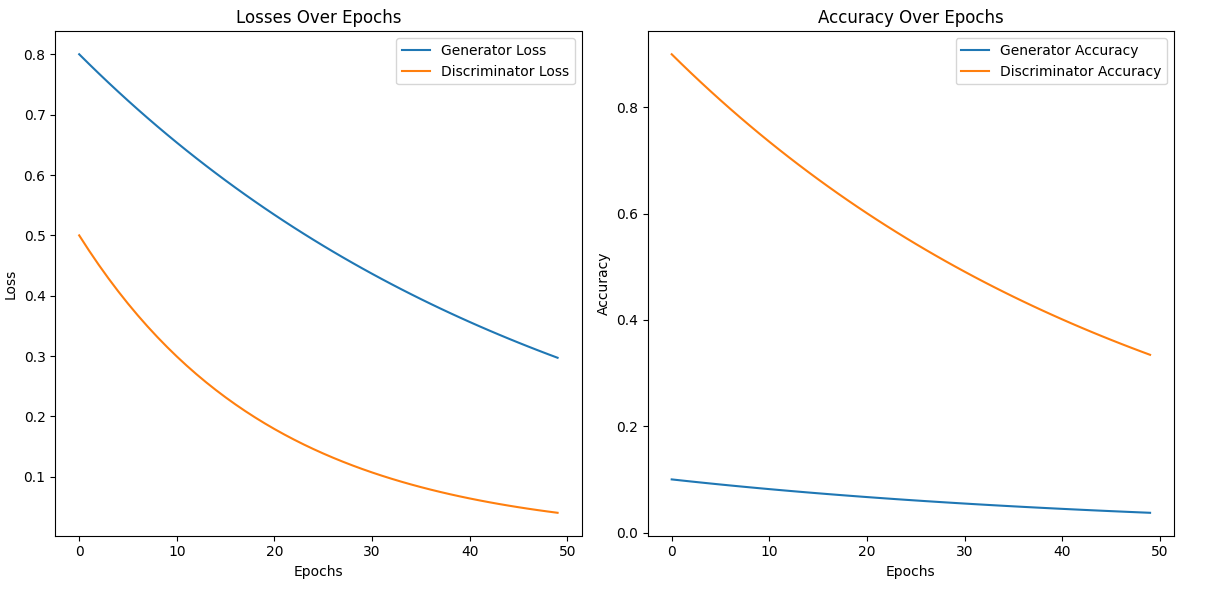 Losses Over Epochs
Generator Loss
Discriminator Loss
0.8
0.7
0.6
0.5
0.4
0.3
0.2
0.1
Loss
0 10 20 30 40 50
Epochs
Accuracy Over Epochs
Generator Accuracy
Discriminator Accuracy
0.8
0.6
0.4
0.2
0.0
Accuracy
0 10 20 30 40 50
Epochs